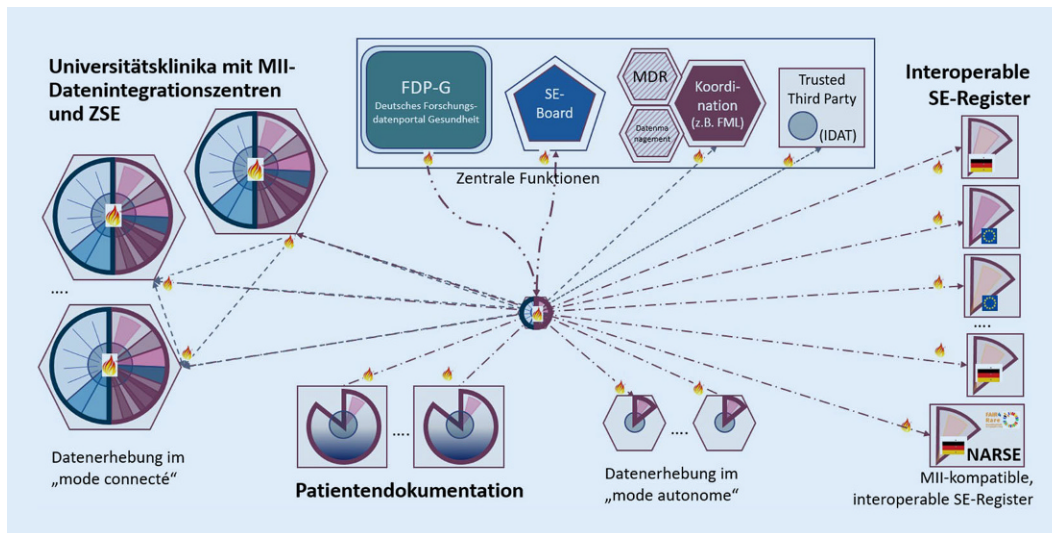 Universitätsklinika mit MII-
Datenintegrationszentren
und ZSE
FDP-G
Deutsches Forschungs-
datenportal Gesundheit
SE-
Board
MDR
Datenma
nagement
Koordi-
nation
(z.B. FML)
Trusted
Third Party
(IDAT)
Zentrale Funktionen
Interoperable
SE-Register
....
....
....
....
Datenerhebung im
„mode connecté“
Patientendokumentation
Datenerhebung im
„mode autonome“
FAIR4
Rare
NARSE
MII-kompatible,
interoperable SE-Register